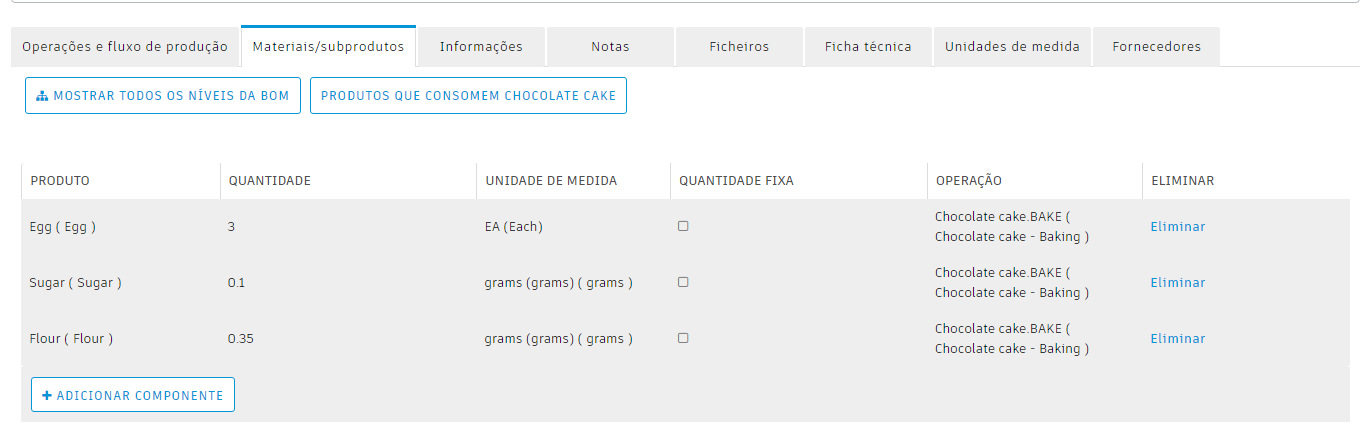 Operações e fluxo de produção
Materiais/subprodutos
Informações
Notas
Ficheiros
Ficha técnica
Unidades de medida
Fornecedores
MOSTRAR TODOS OS NÍVEIS DA BOM
PRODUTOS QUE CONSOMEM CHOCOLATE CAKE
PRODUTO QUANTIDADE UNIDADE DE MEDIDA QUANTIDADE FIXA OPERAÇÃO ELIMINAR
Egg ( Egg ) 3 EA (Each) Chocolate cake.BAKE (
Chocolate cake - Baking ) Eliminar
Sugar ( Sugar ) 0.1 grams (grams) ( grams ) Chocolate cake.BAKE (
Chocolate cake - Baking ) Eliminar
Flour ( Flour ) 0.35 grams (grams) ( grams ) Chocolate cake.BAKE (
Chocolate cake - Baking ) Eliminar
+ ADICIONAR COMPONENTE